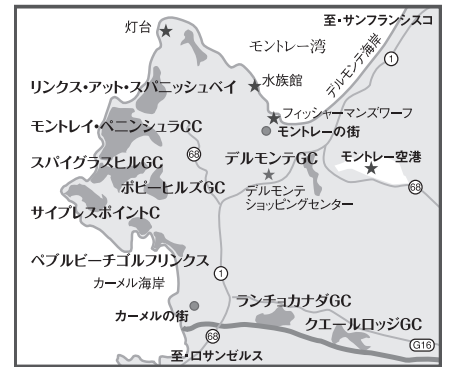 至・サンフランシスコ
灯台
モントレー湾
デルモンテ海岸
1
水族館
リンクス・アット・スパニッシュベイ
フィッシャーマンズワーフ
モントレイ・ペニンシュラCC
モントレーの街
68
スパイグラスヒルGC
デルモンテGC
モントレー空港
ポピーヒルズGC
デルモンテ
ショッピングセンター
68
サイプレスポイントC
ペブルビーチゴルフリンクス
1
カーメル海岸
ランチョカナダGC
カーメルの街
クエールロッジGC
68
G16
至・ロサンゼルス